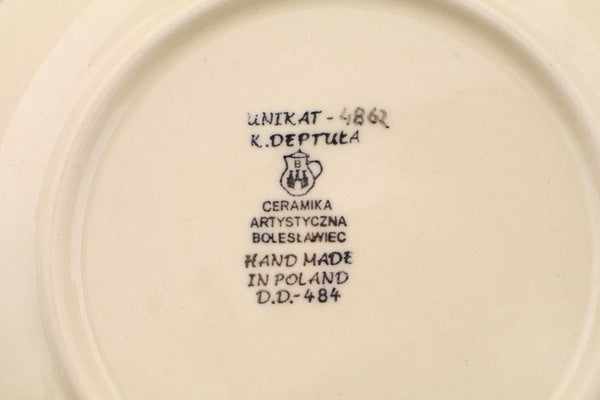 UNIKAT - 4862
K. DEPTUŁA
B
CERAMIKA
ARTYSTYCZNA
BOLESŁAWIEC
HAND MADE
IN POLAND
D.D.-484